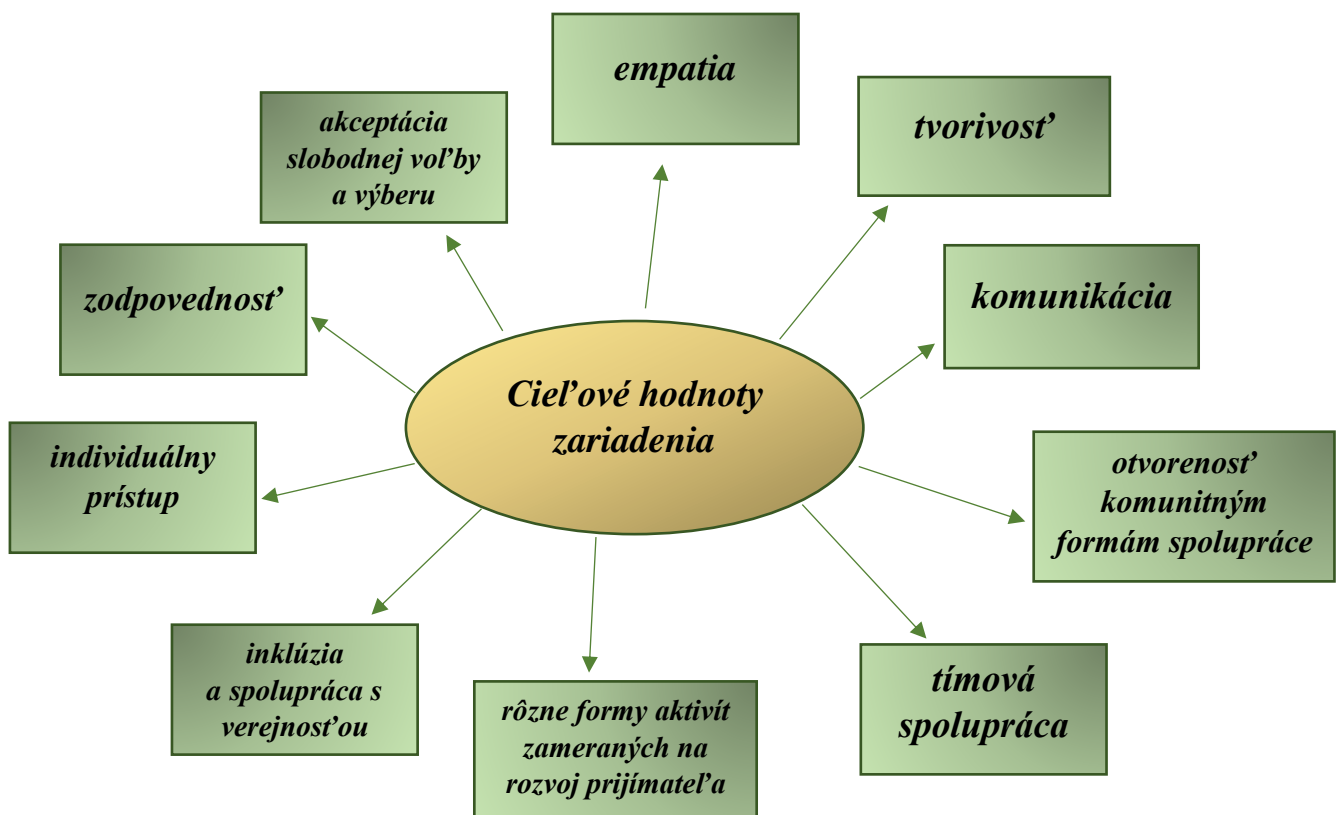 empatia
tvorivosť
akceptácia
slobodnej voľby
a výberu
komunikácia
zodpovednosť
Cieľové hodnoty
zariadenia
individuálny
prístup
otvorenosť
komunitným
formám spolupráce
inklúzia
a spolupráca s
verejnosťou
tímová
spolupráca
rôzne formy aktivít
zameraných na
rozvoj prijímateľa